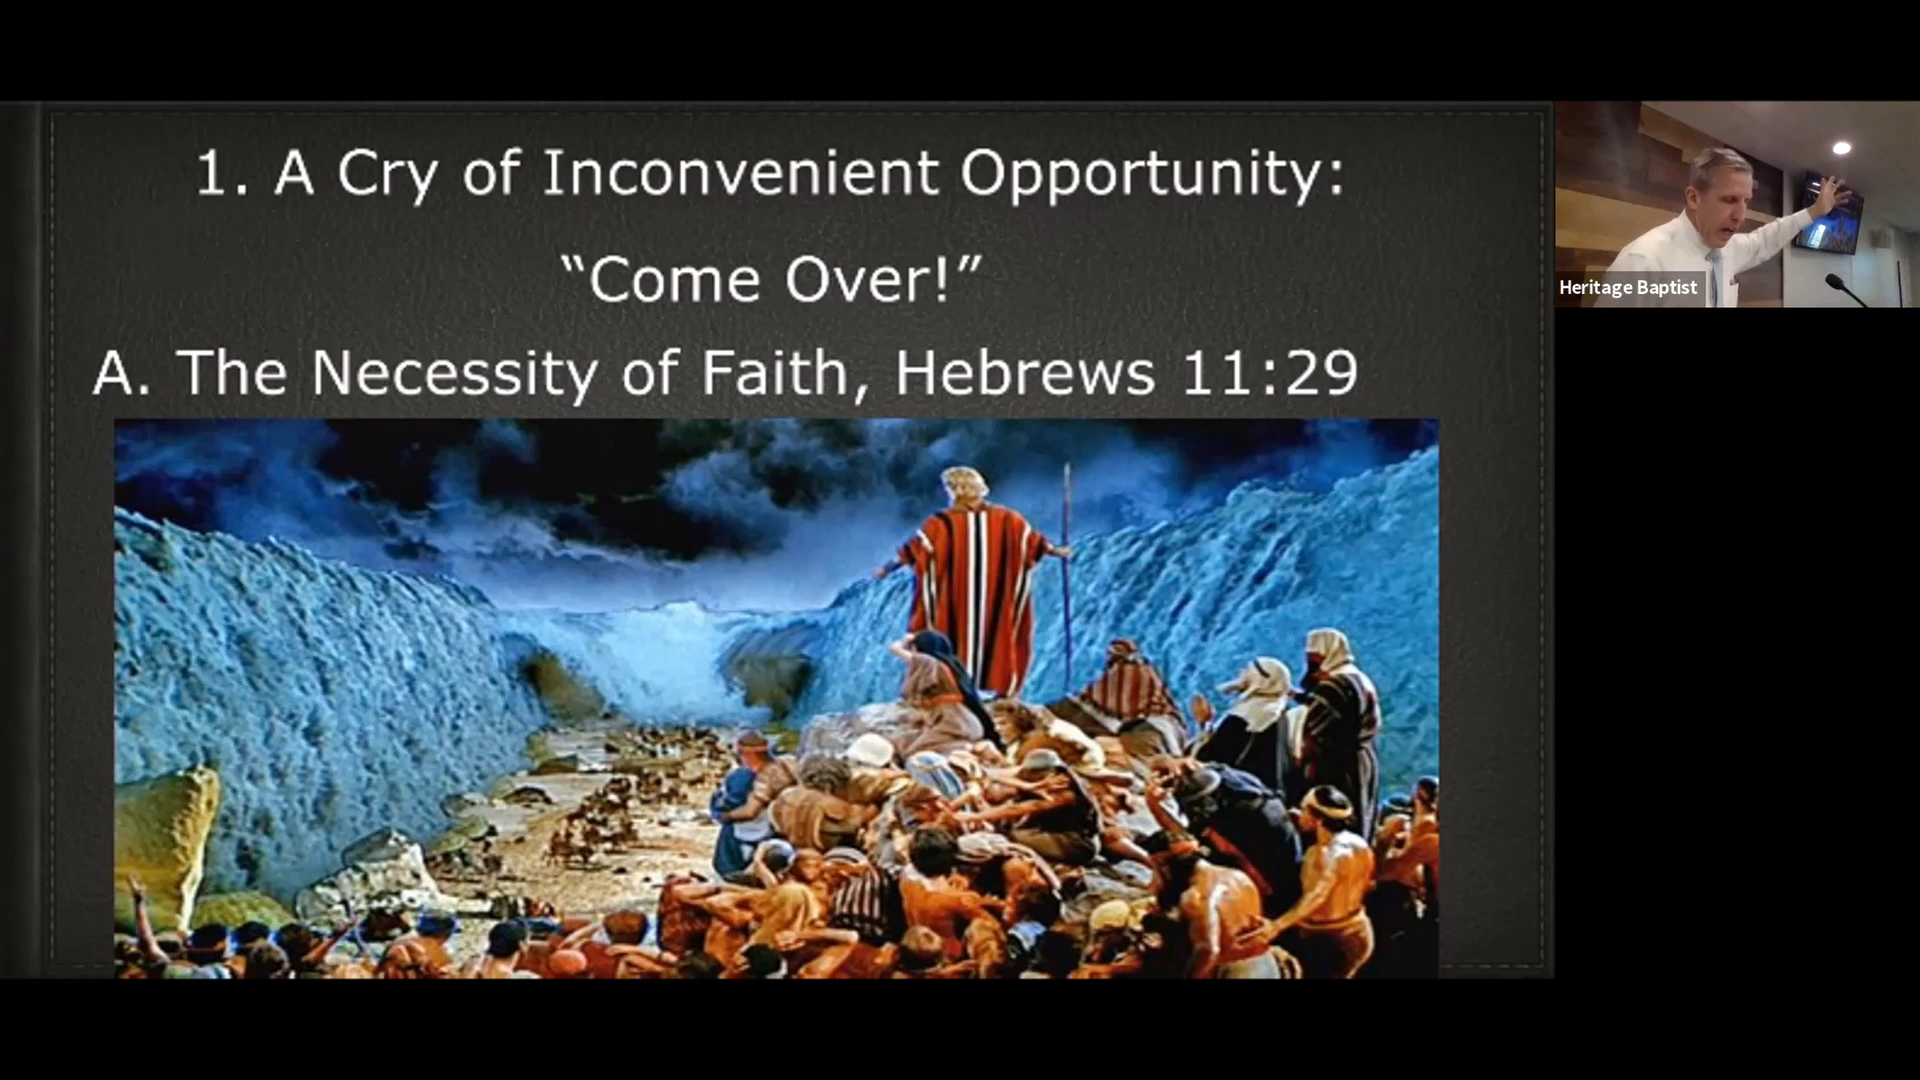 1. A Cry of Inconvenient Opportunity:
“Come Over!”
A. The Necessity of Faith, Hebrews 11:29
Heritage Baptist